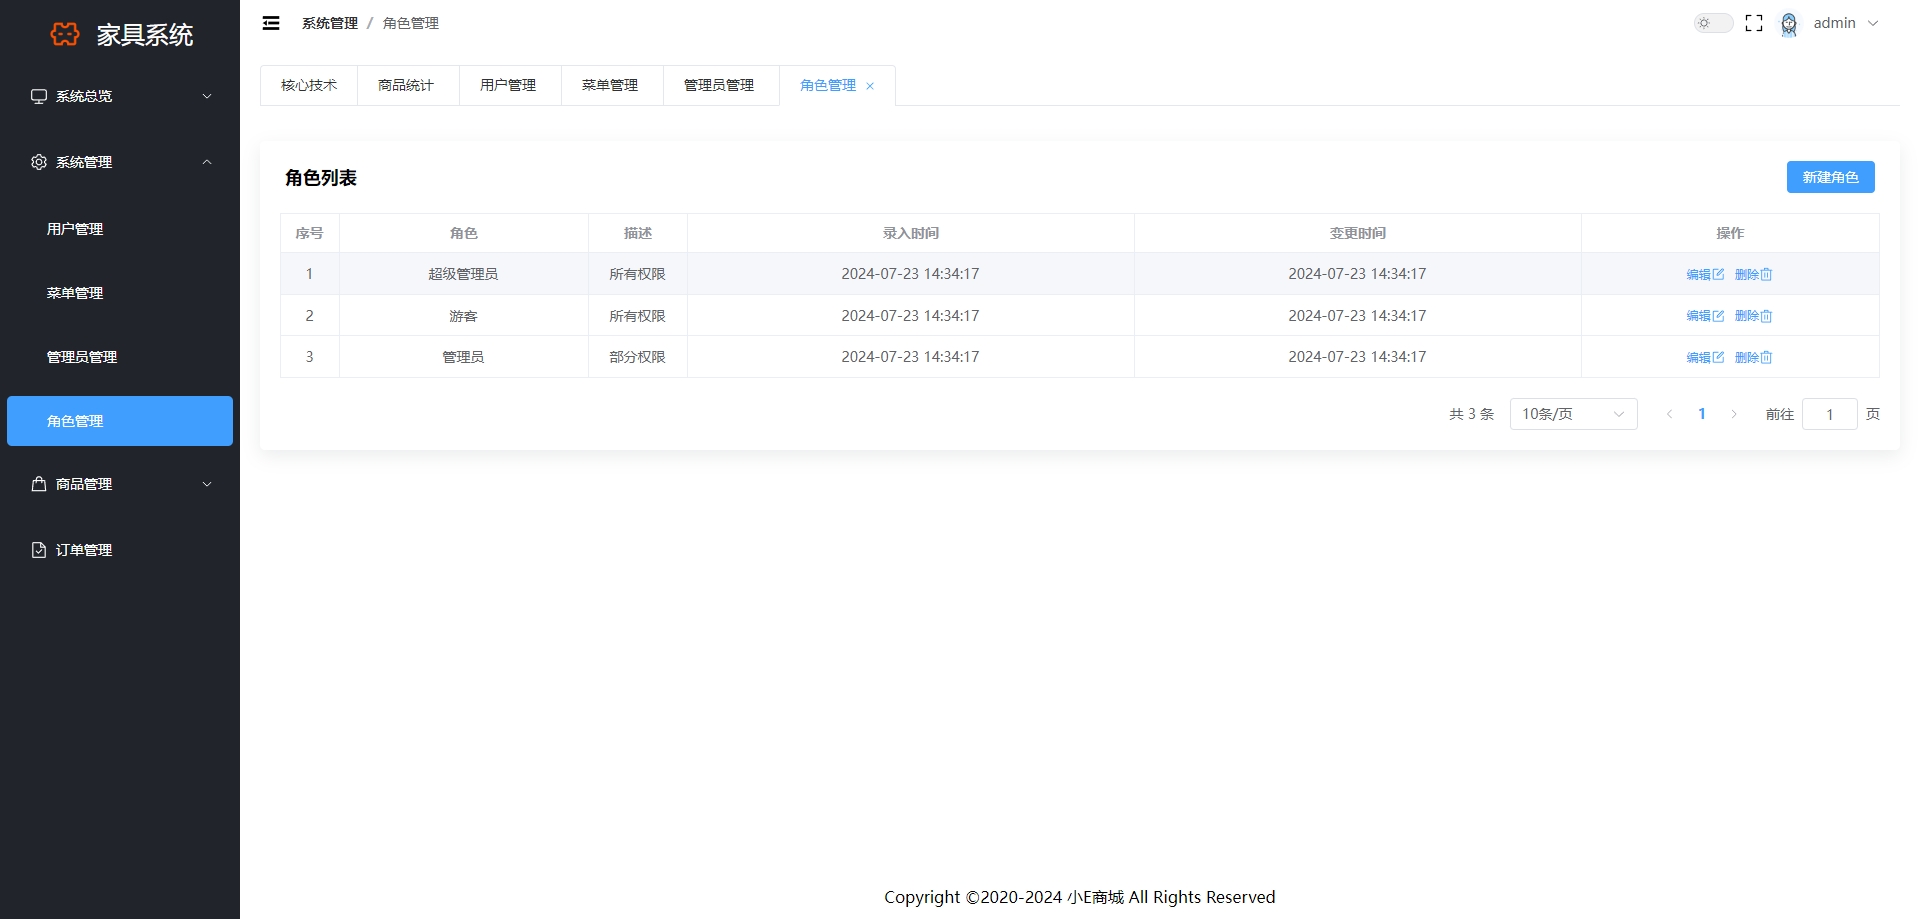 家具系统
系统总览
系统管理
用户管理
菜单管理
管理员管理
角色管理
商品管理
订单管理
系统管理 / 角色管理
admin
核心技术 商品统计 用户管理 菜单管理 管理员管理 角色管理
角色列表
新建角色
序号 角色 描述 录入时间 变更时间 操作
1 超级管理员 所有权限 2024-07-23 14:34:17 2024-07-23 14:34:17 编辑 删除
2 游客 所有权限 2024-07-23 14:34:17 2024-07-23 14:34:17 编辑 删除
3 管理员 部分权限 2024-07-23 14:34:17 2024-07-23 14:34:17 编辑 删除
共 3 条 10条/页 1 前往 1 页
Copyright ©2020-2024 小E商城 All Rights Reserved